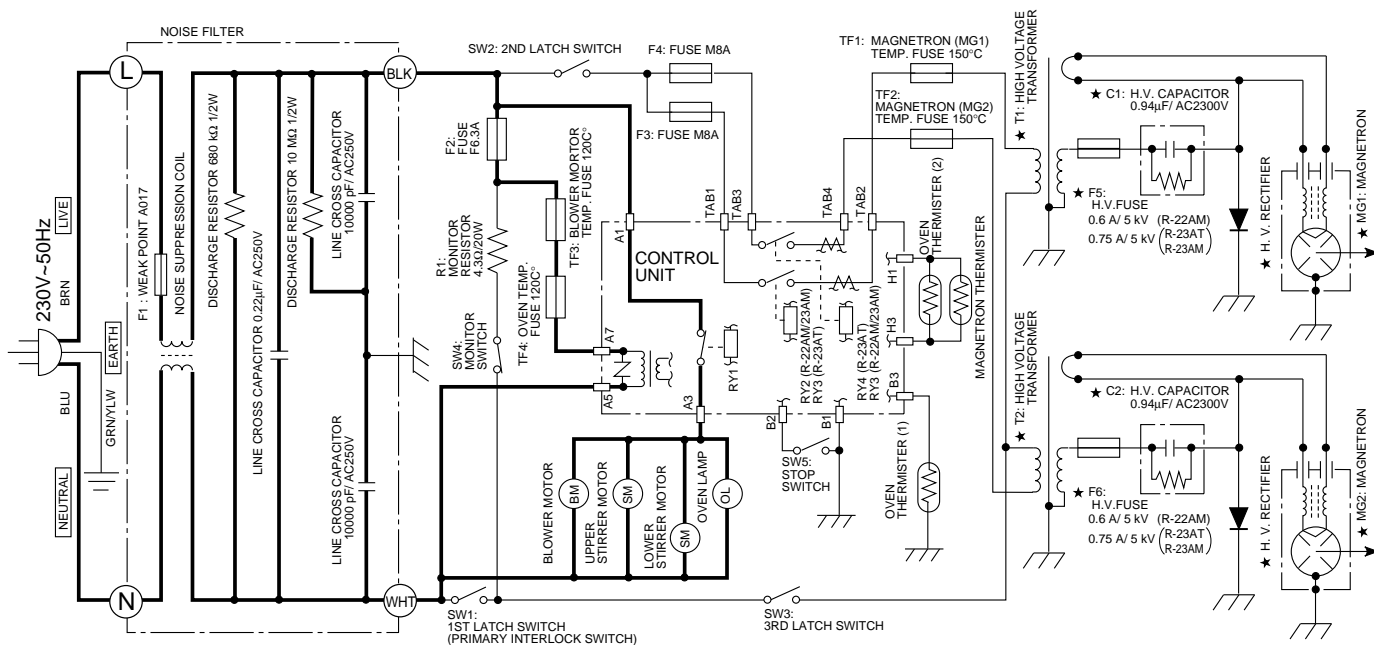 NOISE FILTER
L
N
BLK
WHT
230V~50Hz
LIVE
BRN
EARTH
BLU
GRN/YLW
NEUTRAL
F1 : WEAK POINT A017
NOISE SUPPRESSION COIL
DISCHARGE RESISTOR 680 kΩ 1/2W
LINE CROSS CAPACITOR 0.22µF/ AC250V
DISCHARGE RESISTOR 10 MΩ 1/2W
LINE CROSS CAPACITOR
10000 pF/ AC250V
LINE CROSS CAPACITOR
10000 pF/ AC250V
SW2: 2ND LATCH SWITCH
F4: FUSE M8A
F3: FUSE M8A
F2:
FUSE
F6.3A
TF3: BLOWER MORTOR
TEMP. FUSE 120C°
R1:
MONITOR
RESISTOR
4.3Ω/20W
TF4: OVEN TEMP.
FUSE 120C°
SW4:
MONITOR
SWITCH
TF1: MAGNETRON (MG1)
TEMP. FUSE 150°C
TF2:
MAGNETRON (MG2)
TEMP. FUSE 150°C
TAB1
TAB3
TAB4
TAB2
A1
CONTROL
UNIT
A7
A5
A3
RY1
RY2 (R-22AM/23AM)
RY3 (R-23AT)
RY4 (R-23AT)
RY3 (R-22AM/23AM)
H1
H3
B3
B2
B1
OVEN
THERMISTER (2)
MAGNETRON THERMISTER
SW5:
STOP
SWITCH
OVEN
THERMISTER (1)
BLOWER MOTOR
BM
UPPER
STIRRER MOTOR
SM
LOWER
STIRRER MOTOR
SM
OVEN LAMP
OL
SW1:
1ST LATCH SWITCH
(PRIMARY INTERLOCK SWITCH)
SW3:
3RD LATCH SWITCH
★ T1: HIGH VOLTAGE
TRANSFORMER
★ C1: H.V. CAPACITOR
0.94µF/ AC2300V
★ F5:
H.V.FUSE
0.6 A/ 5 kV (R-22AM)
0.75 A/ 5 kV (R-23AT
R-23AM)
★ H. V. RECTIFIER
★ MG1: MAGNETRON
★ T2: HIGH VOLTAGE
TRANSFORMER
★ C2: H.V. CAPACITOR
0.94µF/ AC2300V
★ F6:
H.V.FUSE
0.6 A/ 5 kV (R-22AM)
0.75 A/ 5 kV (R-23AT
R-23AM)
★ H. V. RECTIFIER
★ MG2: MAGNETRON